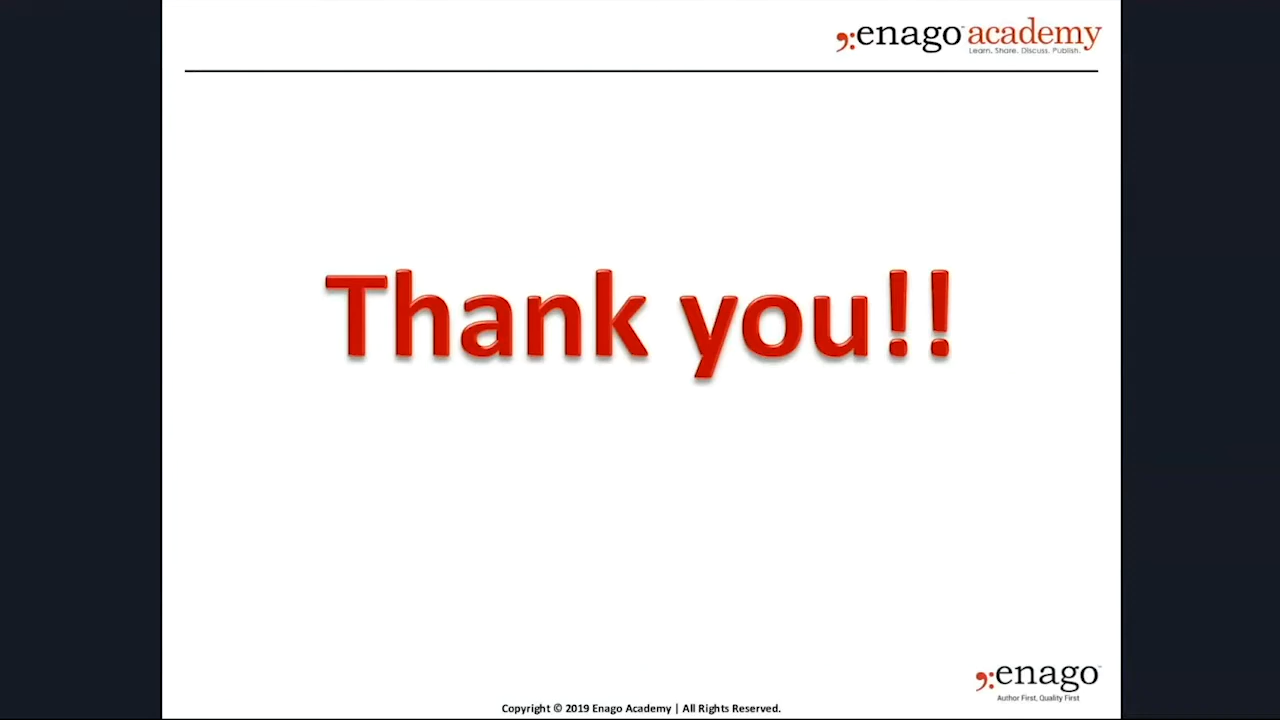 enago academy
Learn. Share. Discuss. Publish.
Thank you!!
enago™
Author First, Quality First
Copyright © 2019 Enago Academy | All Rights Reserved.